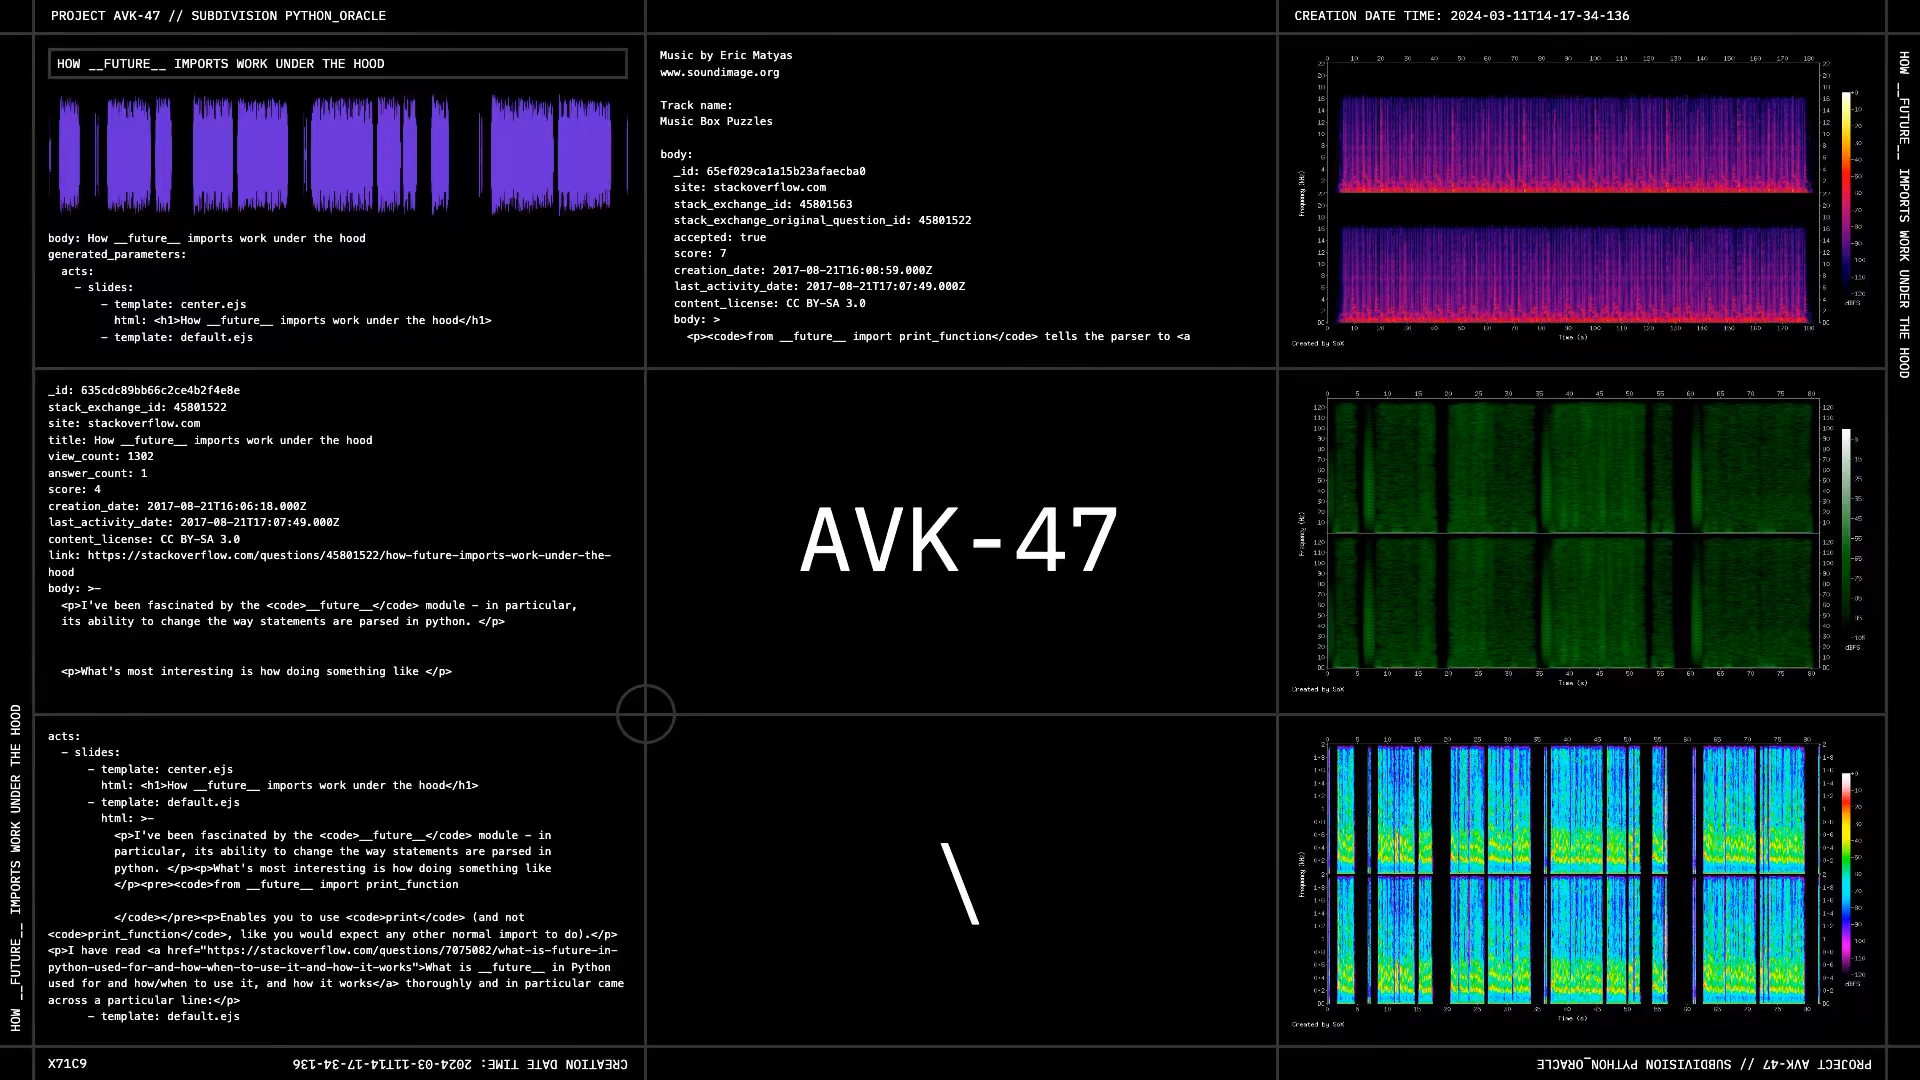 PROJECT AVK-47 // SUBDIVISION PYTHON_ORACLE
CREATION DATE TIME: 2024-03-11T14-17-34-136
HOW __FUTURE__ IMPORTS WORK UNDER THE HOOD
body: How __future__ imports work under the hood
generated_parameters:
acts:
- slides:
- template: center.ejs
html: <h1>How __future__ imports work under the hood</h1>
- template: default.ejs
Music by Eric Matyas
www.soundimage.org
Track name:
Music Box Puzzles
body:
_id: 65ef029ca1a15b23afaecba0
site: stackoverflow.com
stack_exchange_id: 45801563
stack_exchange_original_question_id: 45801522
accepted: true
score: 7
creation_date: 2017-08-21T16:08:59.000Z
last_activity_date: 2017-08-21T17:07:49.000Z
content_license: CC BY-SA 3.0
body: >
<p><code>from __future__ import print_function</code> tells the parser to <a
Frequency (kHz)
Time (s)
dBFS
Created by SoX
HOW __FUTURE__ IMPORTS WORK UNDER THE HOOD
_id: 635cdc89bb66c2ce4b2f4e8e
stack_exchange_id: 45801522
site: stackoverflow.com
title: How __future__ imports work under the hood
view_count: 1302
answer_count: 1
score: 4
creation_date: 2017-08-21T16:06:18.000Z
last_activity_date: 2017-08-21T17:07:49.000Z
content_license: CC BY-SA 3.0
link: https://stackoverflow.com/questions/45801522/how-future-imports-work-under-the-
hood
body: >-
<p>I've been fascinated by the <code>__future__</code> module - in particular,
its ability to change the way statements are parsed in python. </p>
<p>What's most interesting is how doing something like </p>
AVK-47
Frequency (Hz)
Time (s)
dBFS
Created by SoX
acts:
- slides:
- template: center.ejs
html: <h1>How __future__ imports work under the hood</h1>
- template: default.ejs
html: >-
<p>I've been fascinated by the <code>__future__</code> module - in
particular, its ability to change the way statements are parsed in
python. </p><p>What's most interesting is how doing something like
</p><pre><code>from __future__ import print_function
</code></pre><p>Enables you to use <code>print</code> (and not
<code>print_function</code>, like you would expect any other normal import to do).</p>
<p>I have read <a href="https://stackoverflow.com/questions/7075082/what-is-future-in-
python-used-for-and-how-when-to-use-it-and-how-it-works">What is __future__ in Python
used for and how/when to use it, and how it works</a> thoroughly and in particular came
across a particular line:</p>
- template: default.ejs
\
Frequency (kHz)
Time (s)
dBFS
Created by SoX
HOW __FUTURE__ IMPORTS WORK UNDER THE HOOD
X71C9
CREATION DATE TIME: 2024-03-11T14-17-34-136
PROJECT AVK-47 // SUBDIVISION PYTHON_ORACLE